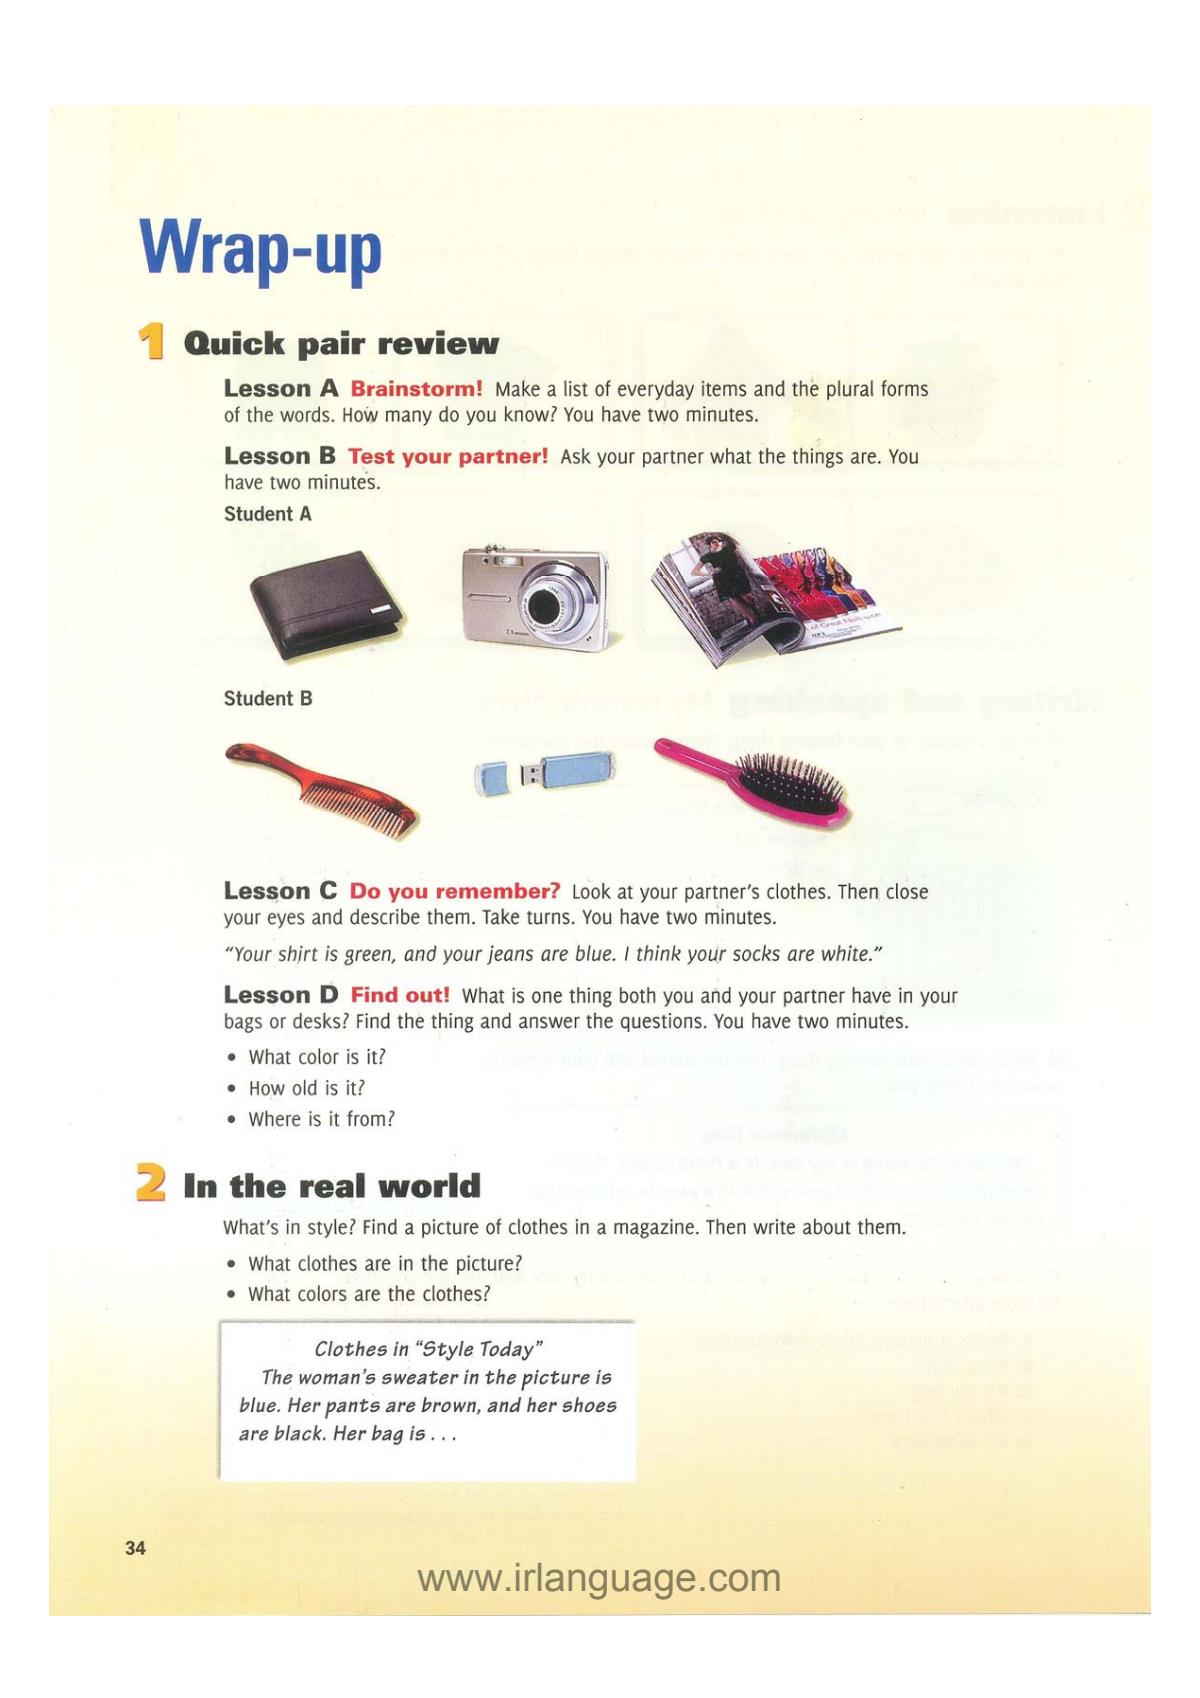 Wrap-up
1 Quick pair review
Lesson A Brainstorm! Make a list of everyday items and the plural forms
of the words. How many do you know? You have two minutes.
Lesson B Test your partner! Ask your partner what the things are. You
have two minutes.
Student A
Student B
Lesson C Do you remember? Look at your partner's clothes. Then close
your eyes and describe them. Take turns. You have two minutes.
“Your shirt is green, and your jeans are blue. I think your socks are white.”
Lesson D Find out! What is one thing both you and your partner have in your
bags or desks? Find the thing and answer the questions. You have two minutes.
• What color is it?
• How old is it?
• Where is it from?
2 In the real world
What's in style? Find a picture of clothes in a magazine. Then write about them.
• What clothes are in the picture?
• What colors are the clothes?
Clothes in “Style Today”
The woman's sweater in the picture is
blue. Her pants are brown, and her shoes
are black. Her bag is . . .
34
www.irlanguage.com